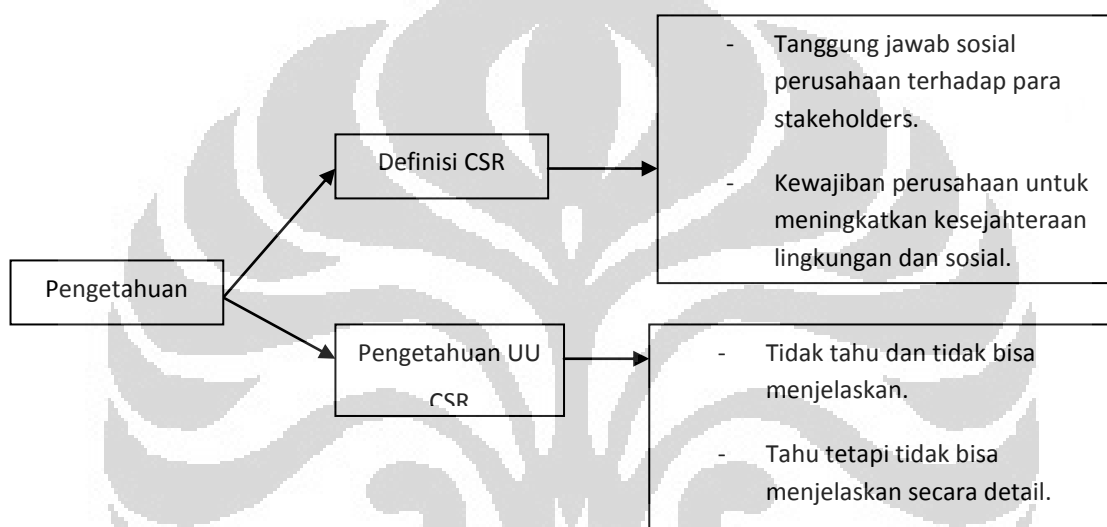 Pengetahuan
Definisi CSR
- Tanggung jawab sosial
perusahaan terhadap para
stakeholders.
- Kewajiban perusahaan untuk
meningkatkan kesejahteraan
lingkungan dan sosial.
Pengetahuan UU
CSR
- Tidak tahu dan tidak bisa
menjelaskan.
- Tahu tetapi tidak bisa
menjelaskan secara detail.